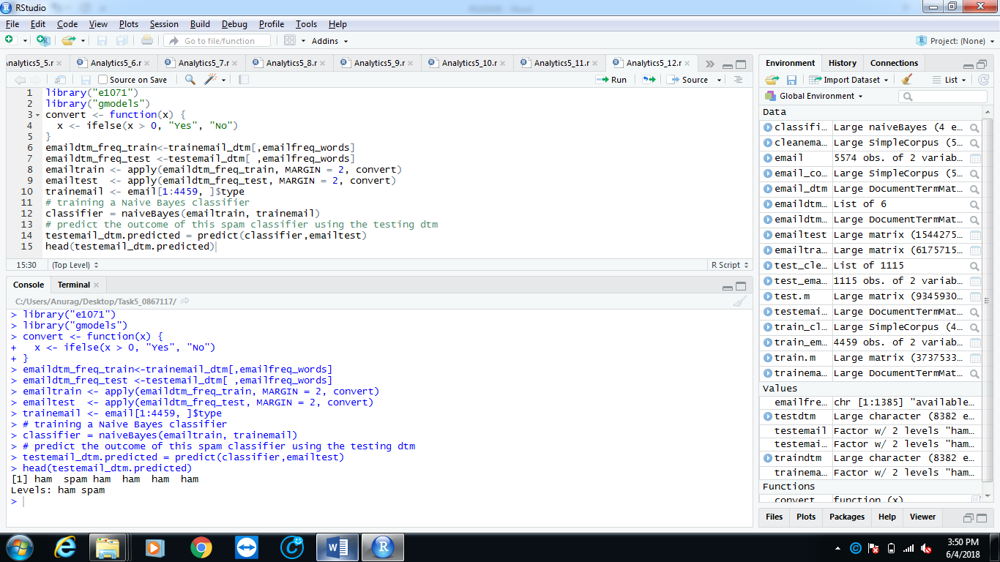 RStudio
File Edit Code View Plots Session Build Debug Profile Tools Help
Go to file/function Addins Project: (None)
Analytics5_5.r Analytics5_6.r Analytics5_7.r Analytics5_8.r Analytics5_9.r Analytics5_10.r Analytics5_11.r Analytics5_12.r
Source on Save Run Source
1 library("e1071")
2 library("gmodels")
3 convert <- function(x) {
4 x <- ifelse(x > 0, "Yes", "No")
5 }
6 emaildtm_freq_train<-trainemail_dtm[,emailfreq_words]
7 emaildtm_freq_test <-testemail_dtm[ ,emailfreq_words]
8 emailtrain <- apply(emaildtm_freq_train, MARGIN = 2, convert)
9 emailtest  <- apply(emaildtm_freq_test, MARGIN = 2, convert)
10 trainemail <- email[1:4459, ]$type
11 # training a Naive Bayes classifier
12 classifier = naiveBayes(emailtrain, trainemail)
13 # predict the outcome of this spam classifier using the testing dtm
14 testemail_dtm.predicted = predict(classifier,emailtest)
15 head(testemail_dtm.predicted)
15:30 (Top Level) R Script
Console Terminal
C:/Users/Anurag/Desktop/Task5_0867117/
> library("e1071")
> library("gmodels")
> convert <- function(x) {
+   x <- ifelse(x > 0, "Yes", "No")
+ }
> emaildtm_freq_train<-trainemail_dtm[,emailfreq_words]
> emaildtm_freq_test <-testemail_dtm[ ,emailfreq_words]
> emailtrain <- apply(emaildtm_freq_train, MARGIN = 2, convert)
> emailtest  <- apply(emaildtm_freq_test, MARGIN = 2, convert)
> trainemail <- email[1:4459, ]$type
> # training a Naive Bayes classifier
> classifier = naiveBayes(emailtrain, trainemail)
> # predict the outcome of this spam classifier using the testing dtm
> testemail_dtm.predicted = predict(classifier,emailtest)
> head(testemail_dtm.predicted)
[1] ham  spam ham  ham  ham  ham
Levels: ham spam
>
Environment History Connections
Import Dataset List
Global Environment
Data
classifi… Large naiveBayes (4 e…
cleanema… Large SimpleCorpus (5…
email 5574 obs. of 2 variab…
email_co… Large SimpleCorpus (5…
email_dtm Large DocumentTermMat…
emaildtm… List of 6
emaildtm… Large DocumentTermMat…
emailtest Large matrix (1544275…
emailtra… Large matrix (6175715…
test_cle… List of 1115
test_ema… 1115 obs. of 2 variab…
test.m Large matrix (9345930…
testemai… Large DocumentTermMat…
train_cl… Large SimpleCorpus (4…
train_em… 4459 obs. of 2 variab…
train.m Large matrix (3737533…
trainema… Large DocumentTermMat…
Values
emailfre… chr [1:1385] "available…
testdtm Large character (8382 e…
testemail Factor w/ 2 levels "ham…
testemai… Factor w/ 2 levels "ham…
traindtm Large character (8382 e…
trainema… Factor w/ 2 levels "ham…
Functions
convert function (x)
Files Plots Packages Help Viewer
3:50 PM
6/4/2018